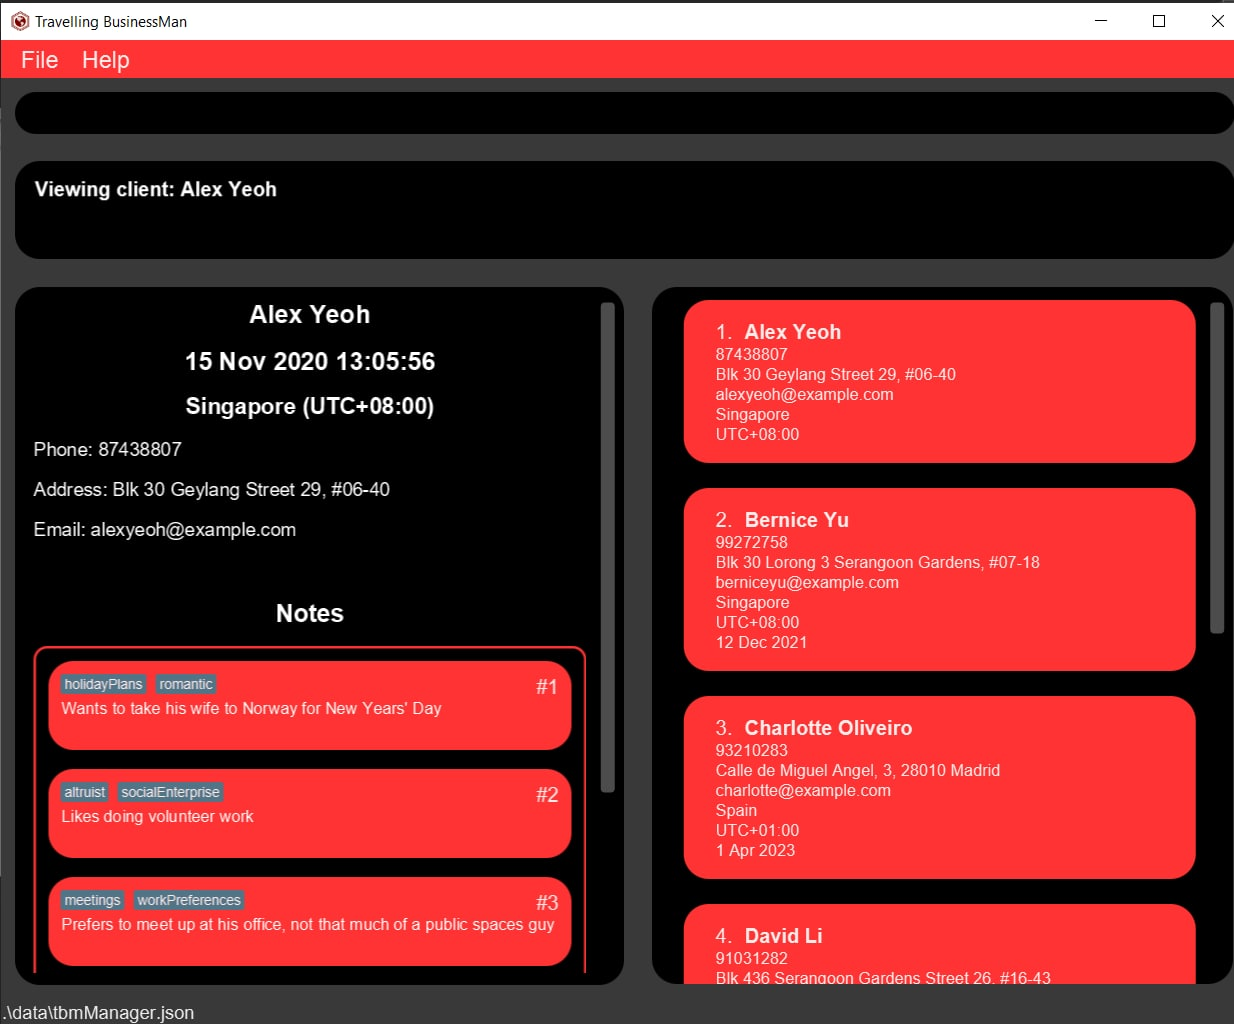 Travelling BusinessMan
File Help
Viewing client: Alex Yeoh
Alex Yeoh
15 Nov 2020 13:05:56
Singapore (UTC+08:00)
Phone: 87438807
Address: Blk 30 Geylang Street 29, #06-40
Email: alexyeoh@example.com
Notes
holidayPlans romantic #1
Wants to take his wife to Norway for New Years' Day
altruist socialEnterprise #2
Likes doing volunteer work
meetings workPreferences #3
Prefers to meet up at his office, not that much of a public spaces guy
1. Alex Yeoh
87438807
Blk 30 Geylang Street 29, #06-40
alexyeoh@example.com
Singapore
UTC+08:00
2. Bernice Yu
99272758
Blk 30 Lorong 3 Serangoon Gardens, #07-18
berniceyu@example.com
Singapore
UTC+08:00
12 Dec 2021
3. Charlotte Oliveiro
93210283
Calle de Miguel Angel, 3, 28010 Madrid
charlotte@example.com
Spain
UTC+01:00
1 Apr 2023
4. David Li
91031282
Blk 436 Serangoon Gardens Street 26, #16-43
.\data\tbmManager.json